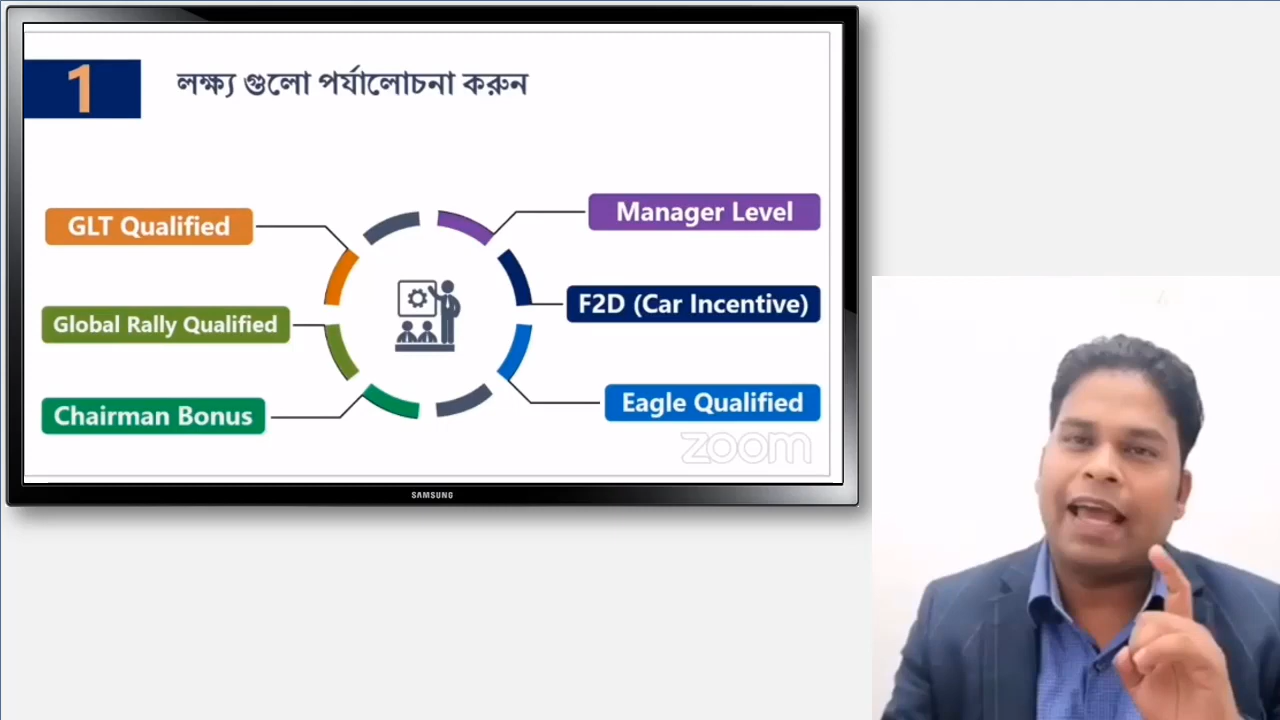 1
লক্ষ্য গুলো পর্যালোচনা করুন
GLT Qualified
Manager Level
Global Rally Qualified
F2D (Car Incentive)
Chairman Bonus
Eagle Qualified
zoom
SAMSUNG